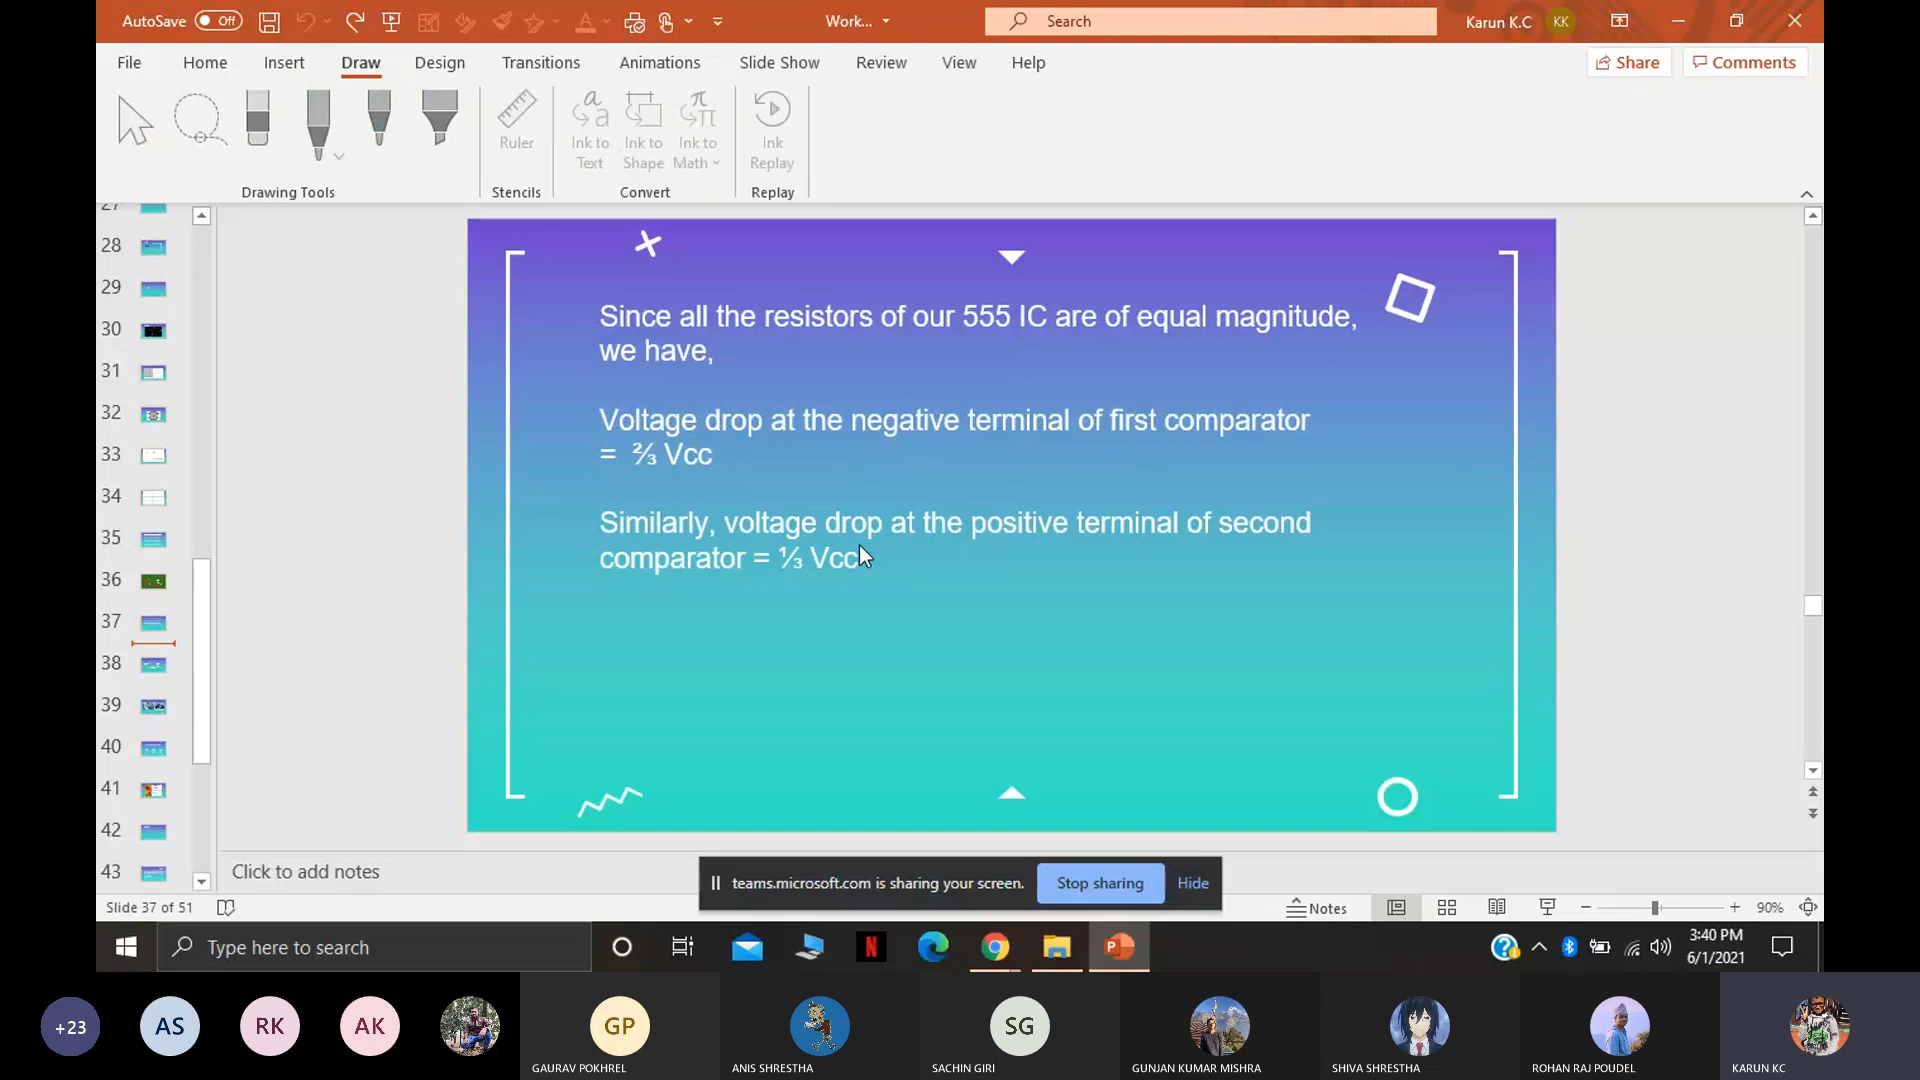 AutoSave Off
Work...
Search
Karun K.C
KK
File Home Insert Draw Design Transitions Animations Slide Show Review View Help
Share
Comments
Ruler
Ink to Text
Ink to Shape
Ink to Math
Ink Replay
Drawing Tools
Stencils
Convert
Replay
27
28
29
30
31
32
33
34
35
36
37
38
39
40
41
42
43
Since all the resistors of our 555 IC are of equal magnitude,
we have,
Voltage drop at the negative terminal of first comparator
= ⅔ Vcc
Similarly, voltage drop at the positive terminal of second
comparator = ⅓ Vcc
Click to add notes
teams.microsoft.com is sharing your screen.
Stop sharing
Hide
Slide 37 of 51
Notes
90%
Type here to search
3:40 PM
6/1/2021
+23
AS
RK
AK
GP
SG
GAURAV POKHREL
ANIS SHRESTHA
SACHIN GIRI
GUNJAN KUMAR MISHRA
SHIVA SHRESTHA
ROHAN RAJ POUDEL
KARUN KC